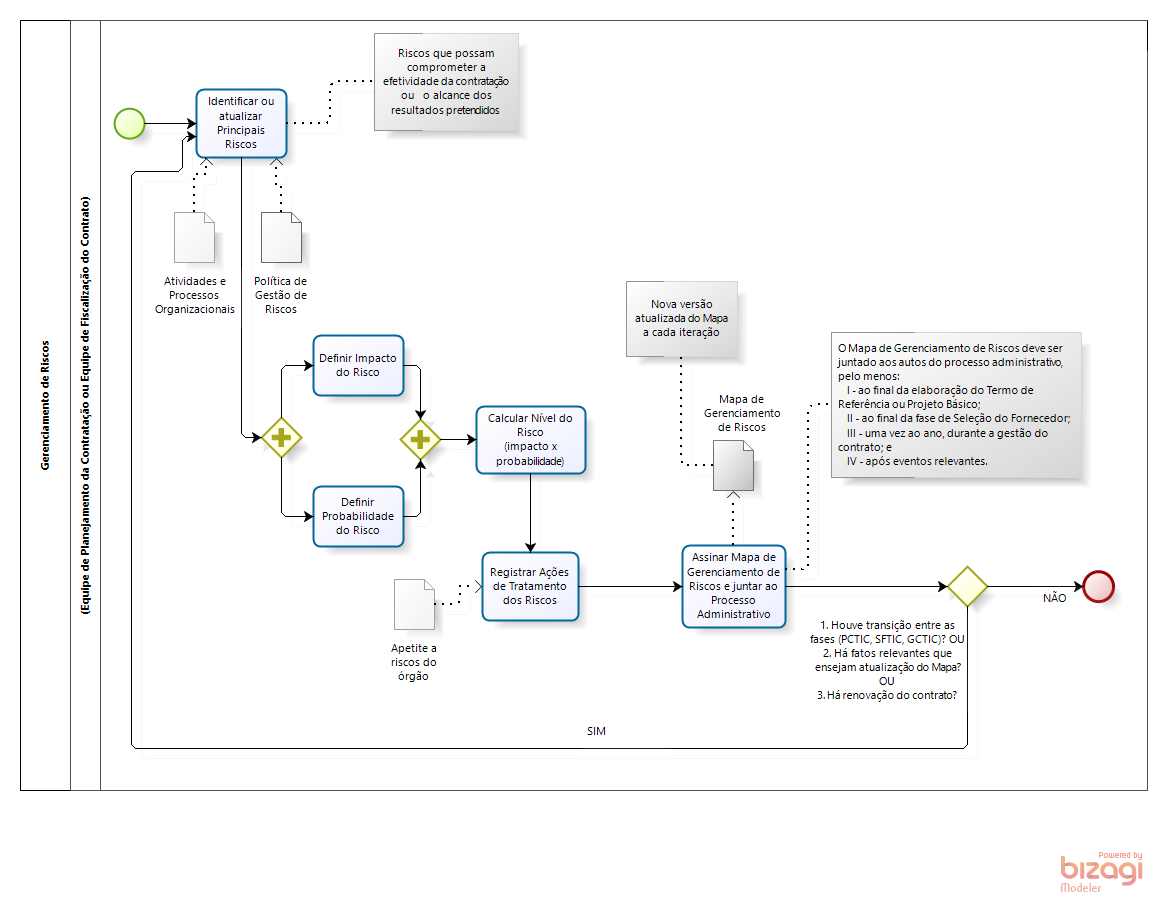 Gerenciamento de Riscos
(Equipe de Planejamento da Contratação ou Equipe de Fiscalização do Contrato)
Riscos que possam
comprometer a
efetividade da contratação
ou o alcance dos
resultados pretendidos
Identificar ou
atualizar
Principais
Riscos
Atividades e
Processos
Organizacionais
Política de
Gestão de
Riscos
Nova versão
atualizada do Mapa
a cada iteração
Definir Impacto
do Risco
O Mapa de Gerenciamento de Riscos deve ser
juntado aos autos do processo administrativo,
pelo menos:
I - ao final da elaboração do Termo de
Referência ou Projeto Básico;
II - ao final da fase de Seleção do Fornecedor;
III - uma vez ao ano, durante a gestão do
contrato; e
IV - após eventos relevantes.
Mapa de
Gerenciamento
de Riscos
Calcular Nível do
Risco
(impacto x
probabilidade)
Definir
Probabilidade
do Risco
Registrar Ações
de Tratamento
dos Riscos
Assinar Mapa de
Gerenciamento de
Riscos e juntar ao
Processo
Administrativo
NÃO
Apetite a
riscos do
órgão
1. Houve transição entre as
fases (PCTIC, SFTIC, GCTIC)? OU
2. Há fatos relevantes que
ensejam atualização do Mapa?
OU
3. Há renovação do contrato?
SIM
Powered by
bizagi
Modeler